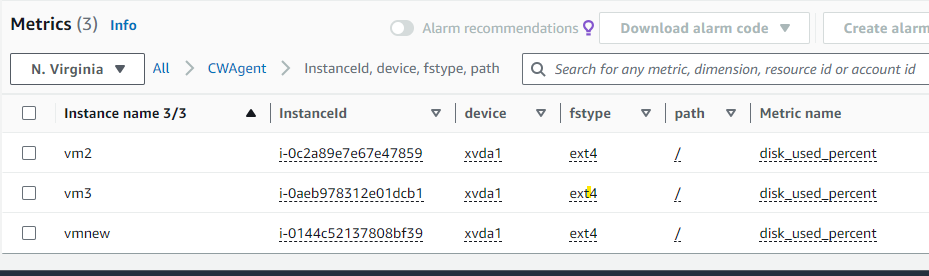 Metrics (3) Info Alarm recommendations Download alarm code Create alarm
N. Virginia All CWAgent InstanceId, device, fstype, path Search for any metric, dimension, resource id or account id
Instance name 3/3 InstanceId device fstype path Metric name
vm2 i-0c2a89e7e67e47859 xvda1 ext4 / disk_used_percent
vm3 i-0aeb978312e01dcb1 xvda1 ext4 / disk_used_percent
vmnew i-0144c52137808bf39 xvda1 ext4 / disk_used_percent